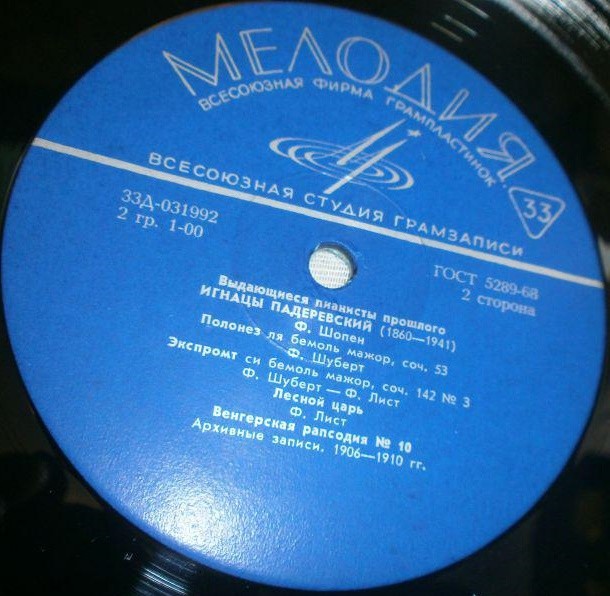 МЕЛОДИЯ
ВСЕСОЮЗНАЯ ФИРМА ГРАМПЛАСТИНОК
33
ВСЕСОЮЗНАЯ СТУДИЯ ГРАМЗАПИСИ
33Д-031992
2 гр. 1-00
ГОСТ 5289-68
2 сторона
Выдающиеся пианисты прошлого
ИГНАЦЫ ПАДЕРЕВСКИЙ (1860—1941)
Ф. Шопен
Полонез ля бемоль мажор, соч. 53
Ф. Шуберт
Экспромт си бемоль мажор, соч. 142 № 3
Ф. Шуберт — Ф. Лист
Лесной царь
Ф. Лист
Венгерская рапсодия № 10
Архивные записи. 1906—1910 гг.